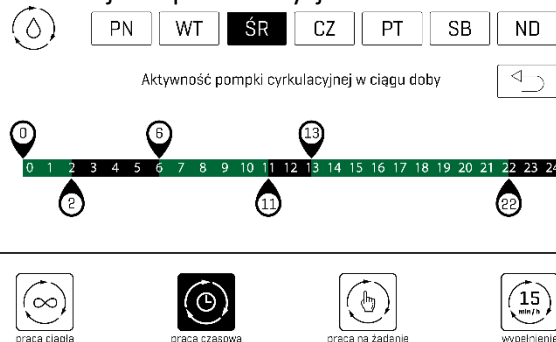 PN WT ŚR CZ PT SB ND
Aktywność pompki cyrkulacyjnej w ciągu doby
0 6 13
0 1 2 3 4 5 6 7 8 9 10 11 12 13 14 15 16 17 18 19 20 21 22 23 24
2 11 22
15
min/h
praca ciągła praca czasowa praca na żądanie wypełnienie